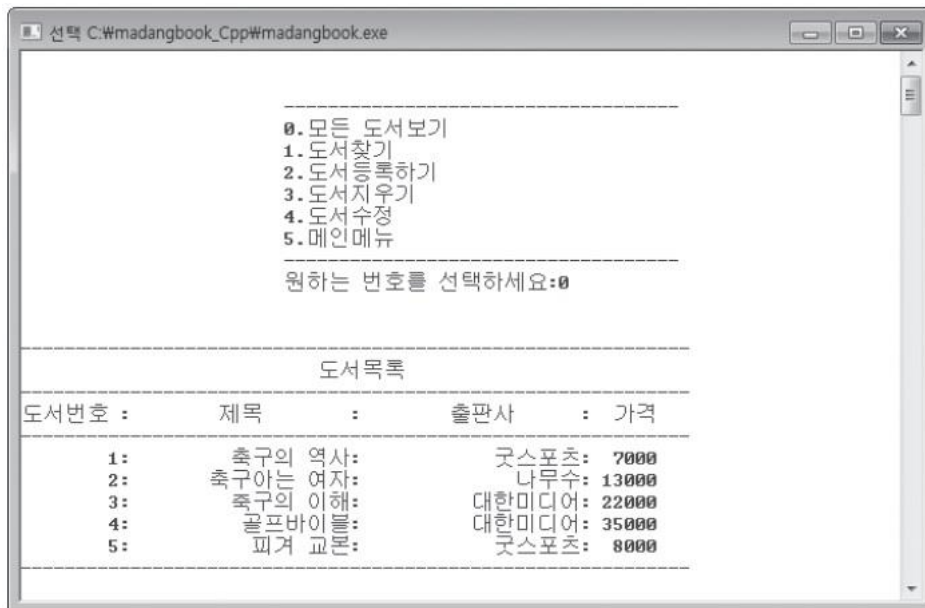 선택 C:₩madangbook_Cpp₩madangbook.exe
------------------------------------
0.모든 도서보기
1.도서찾기
2.도서등록하기
3.도서지우기
4.도서수정
5.메인메뉴
------------------------------------
원하는 번호를 선택하세요:0
-------------------------------------------------------------
도서목록
-------------------------------------------------------------
도서번호 : 제목 : 출판사 : 가격
-------------------------------------------------------------
1: 축구의 역사: 굿스포츠: 7000
2: 축구아는 여자: 나무수: 13000
3: 축구의 이해: 대한미디어: 22000
4: 골프바이블: 대한미디어: 35000
5: 피겨 교본: 굿스포츠: 8000
-------------------------------------------------------------